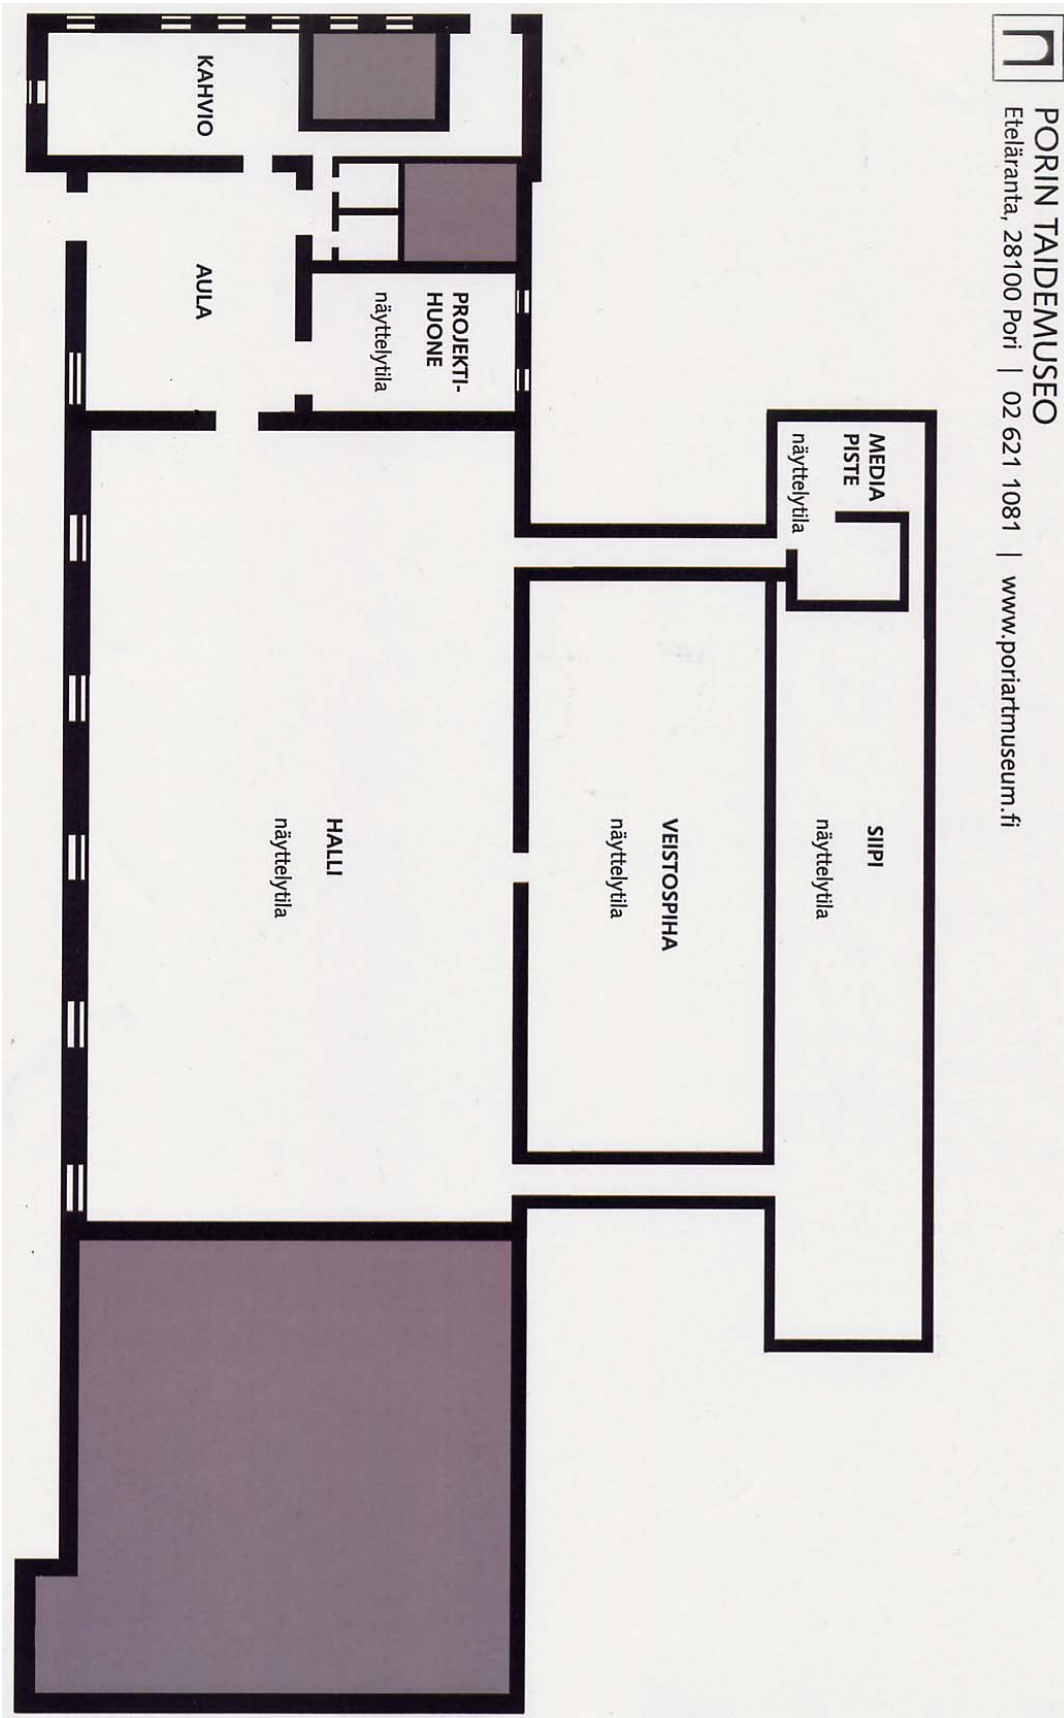 PORIN TAIDEMUSEO
Eteläranta, 28100 Pori | 02 621 1081 | www.poriartmuseum.fi
MEDIA
PISTE
näyttelytila
SIIPI
näyttelytila
VEISTOSPIHA
näyttelytila
PROJEKTI-
HUONE
näyttelytila
HALLI
näyttelytila
KAHVIO
AULA